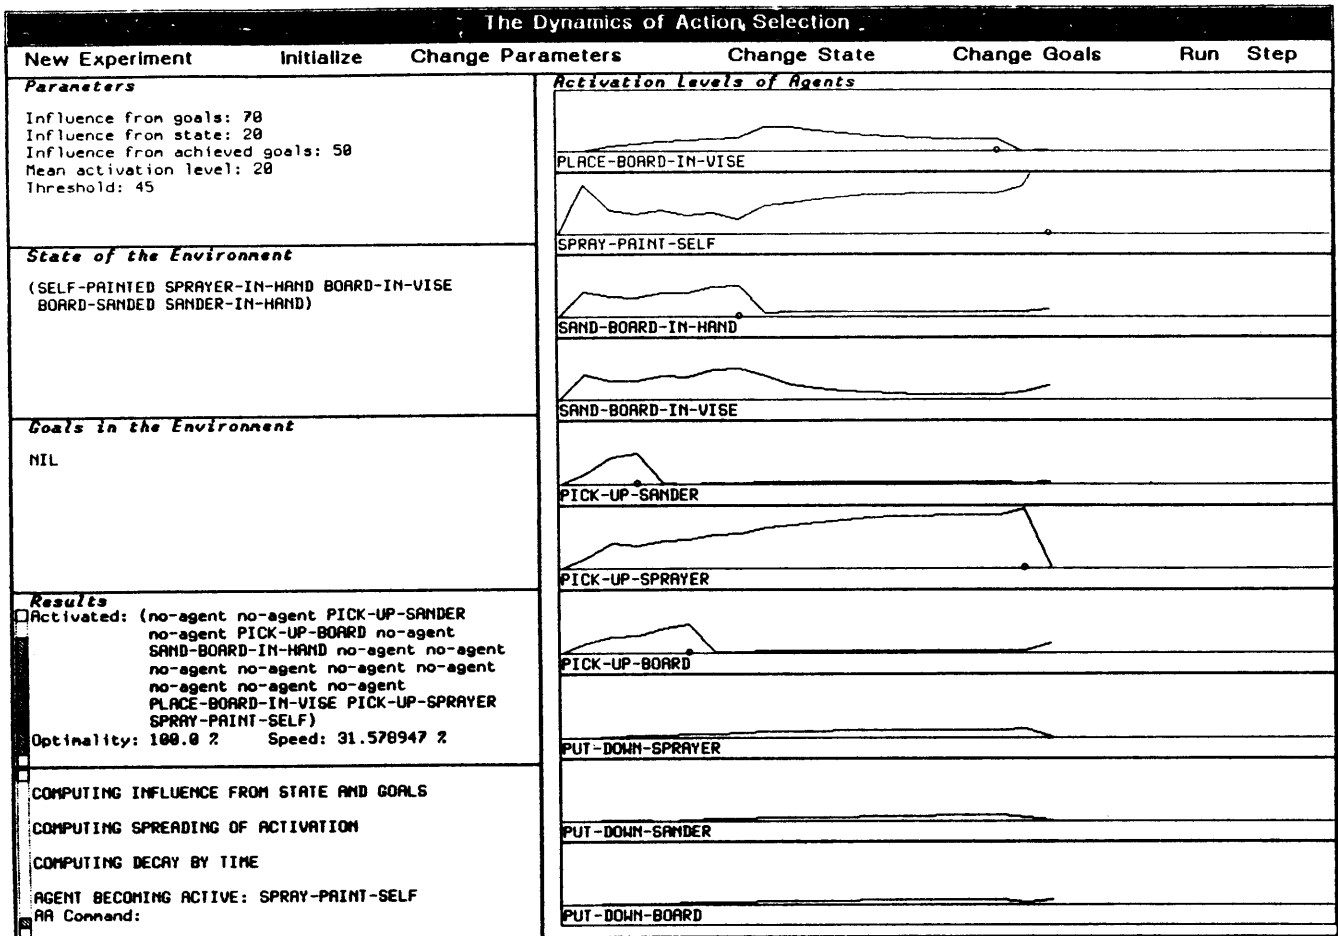 The Dynamics of Action Selection
New Experiment Initialize Change Parameters Change State Change Goals Run Step
Parameters
Influence from goals: 70
Influence from state: 20
Influence from achieved goals: 50
Mean activation level: 20
Threshold: 45
State of the Environment
(SELF-PAINTED SPRAYER-IN-HAND BOARD-IN-VISE
BOARD-SANDED SANDER-IN-HAND)
Goals in the Environment
NIL
Results
Activated: (no-agent no-agent PICK-UP-SANDER
no-agent PICK-UP-BOARD no-agent
SAND-BOARD-IN-HAND no-agent no-agent
no-agent no-agent no-agent no-agent
no-agent no-agent no-agent
PLACE-BOARD-IN-VISE PICK-UP-SPRAYER
SPRAY-PAINT-SELF)
Optimality: 100.0 % Speed: 31.578947 %
COMPUTING INFLUENCE FROM STATE AND GOALS
COMPUTING SPREADING OF ACTIVATION
COMPUTING DECAY BY TIME
AGENT BECOMING ACTIVE: SPRAY-PAINT-SELF
AA Command:
Activation Levels of Agents
PLACE-BOARD-IN-VISE
SPRAY-PAINT-SELF
SAND-BOARD-IN-HAND
SAND-BOARD-IN-VISE
PICK-UP-SANDER
PICK-UP-SPRAYER
PICK-UP-BOARD
PUT-DOWN-SPRAYER
PUT-DOWN-SANDER
PUT-DOWN-BOARD